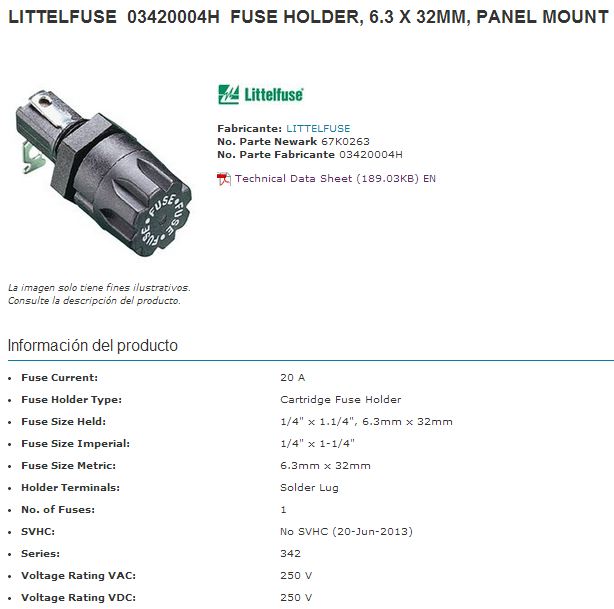 LITTELFUSE 03420004H FUSE HOLDER, 6.3 X 32MM, PANEL MOUNT
Littelfuse®
Fabricante: LITTELFUSE
No. Parte Newark 67K0263
No. Parte Fabricante 03420004H
Technical Data Sheet (189.03KB) EN
FUSE • FUSE • FUSE •
La imagen solo tiene fines ilustrativos.
Consulte la descripción del producto.
Información del producto
• Fuse Current: 20 A
• Fuse Holder Type: Cartridge Fuse Holder
• Fuse Size Held: 1/4" x 1.1/4", 6.3mm x 32mm
• Fuse Size Imperial: 1/4" x 1-1/4"
• Fuse Size Metric: 6.3mm x 32mm
• Holder Terminals: Solder Lug
• No. of Fuses: 1
• SVHC: No SVHC (20-Jun-2013)
• Series: 342
• Voltage Rating VAC: 250 V
• Voltage Rating VDC: 250 V